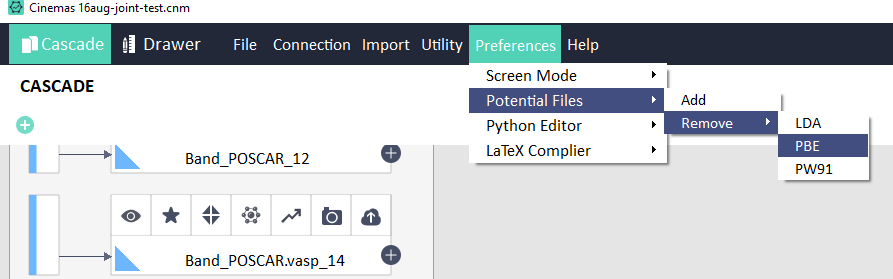 Cinemas 16aug-joint-test.cnm
Cascade Drawer File Connection Import Utility Preferences Help
CASCADE
Screen Mode
Potential Files
Python Editor
LaTeX Complier
Add
Remove
LDA
PBE
PW91
Band_POSCAR_12
Band_POSCAR.vasp_14